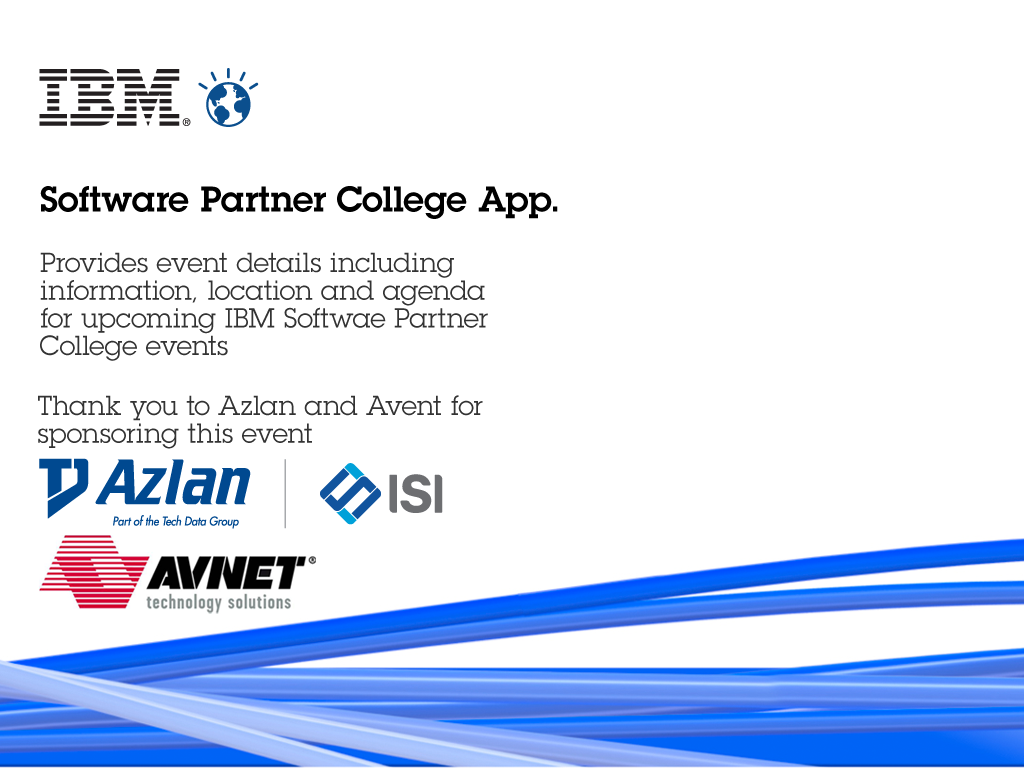 IBM®
Software Partner College App.
Provides event details including
information, location and agenda
for upcoming IBM Softwae Partner
College events
Thank you to Azlan and Avent for
sponsoring this event
TD Azlan
Part of the Tech Data Group
ISI
AVNET®
technology solutions